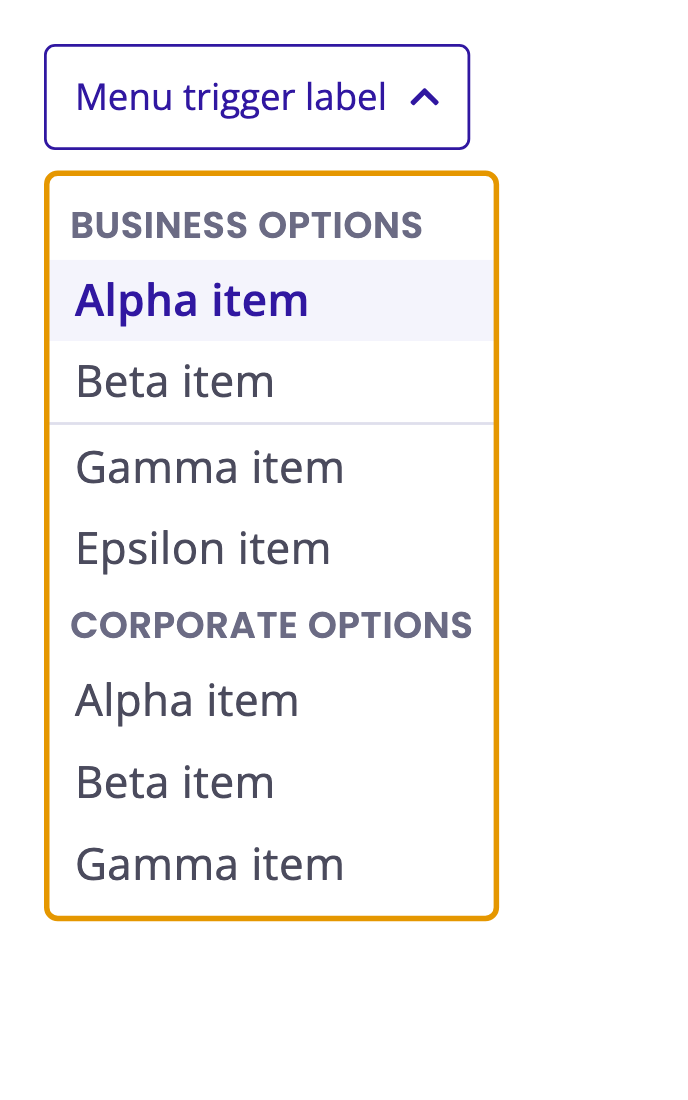 Menu trigger label
BUSINESS OPTIONS
Alpha item
Beta item
Gamma item
Epsilon item
CORPORATE OPTIONS
Alpha item
Beta item
Gamma item